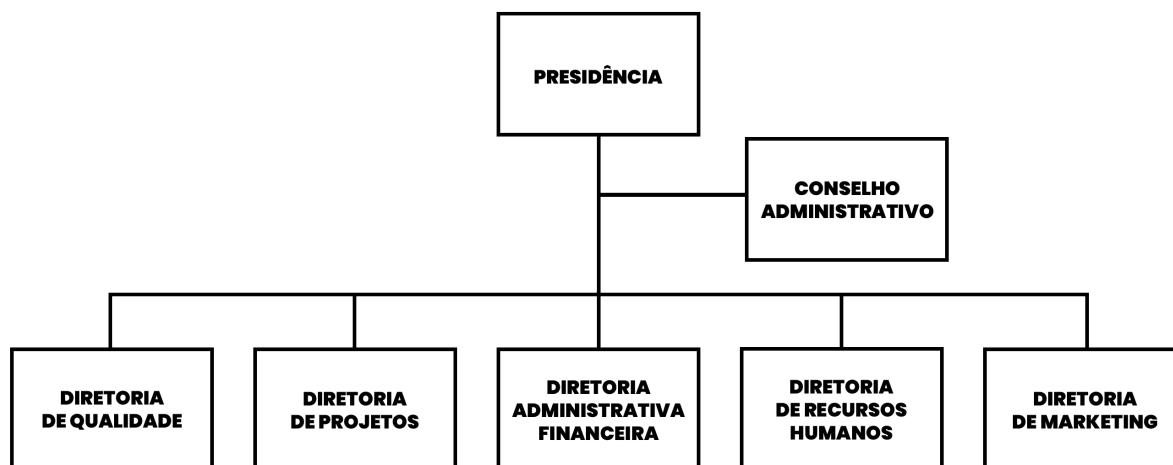 PRESIDÊNCIA
CONSELHO
ADMINISTRATIVO
DIRETORIA
DE QUALIDADE
DIRETORIA
DE PROJETOS
DIRETORIA
ADMINISTRATIVA
FINANCEIRA
DIRETORIA
DE RECURSOS
HUMANOS
DIRETORIA
DE MARKETING